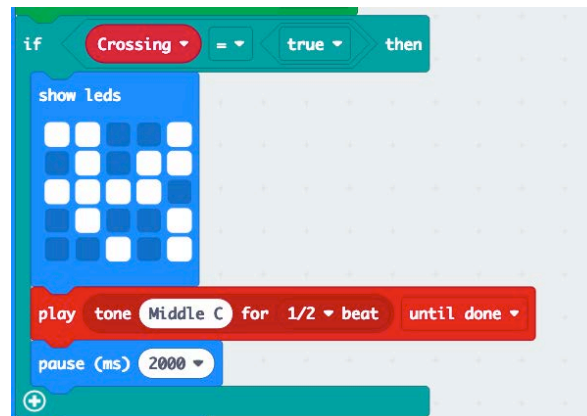 if Crossing = true then
show leds
play tone Middle C for 1/2 beat until done
pause (ms) 2000